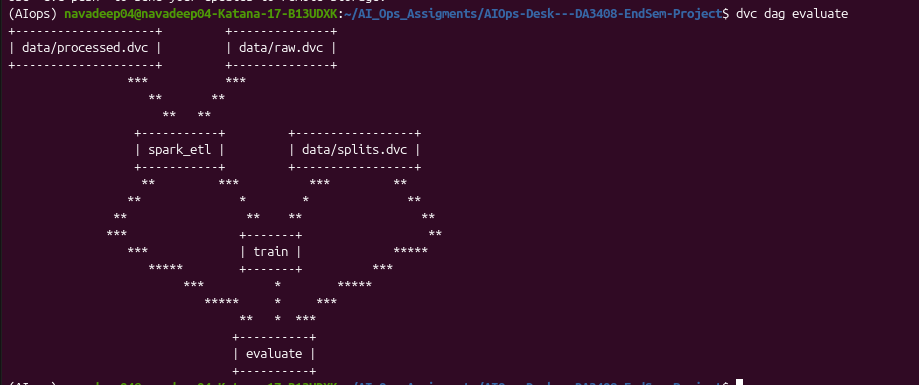 (AIops) navadeep04@navadeep04-Katana-17-B13UDXK:~/AI_Ops_Assigments/AIOps-Desk---DA3408-EndSem-Project$ dvc dag evaluate
+--------------------+ +--------------+
| data/processed.dvc | | data/raw.dvc |
+--------------------+ +--------------+
*** ***
** **
** **
+-----------+ +-----------------+
| spark_etl | | data/splits.dvc |
+-----------+ +-----------------+
** *** *** **
** * * **
** ** ** **
*** +-------+ **
*** | train | *****
***** +-------+ ***
*** * *****
***** * ***
** * ***
+----------+
| evaluate |
+----------+